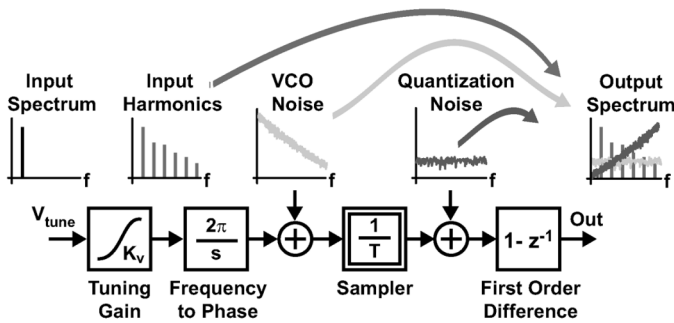 Input
Spectrum
Input
Harmonics
VCO
Noise
Quantization
Noise
Output
Spectrum
f
f
f
f
f
V_tune
K_v
2π
s
+
1
T
+
1- z⁻¹
Out
Tuning
Gain
Frequency
to Phase
Sampler
First Order
Difference